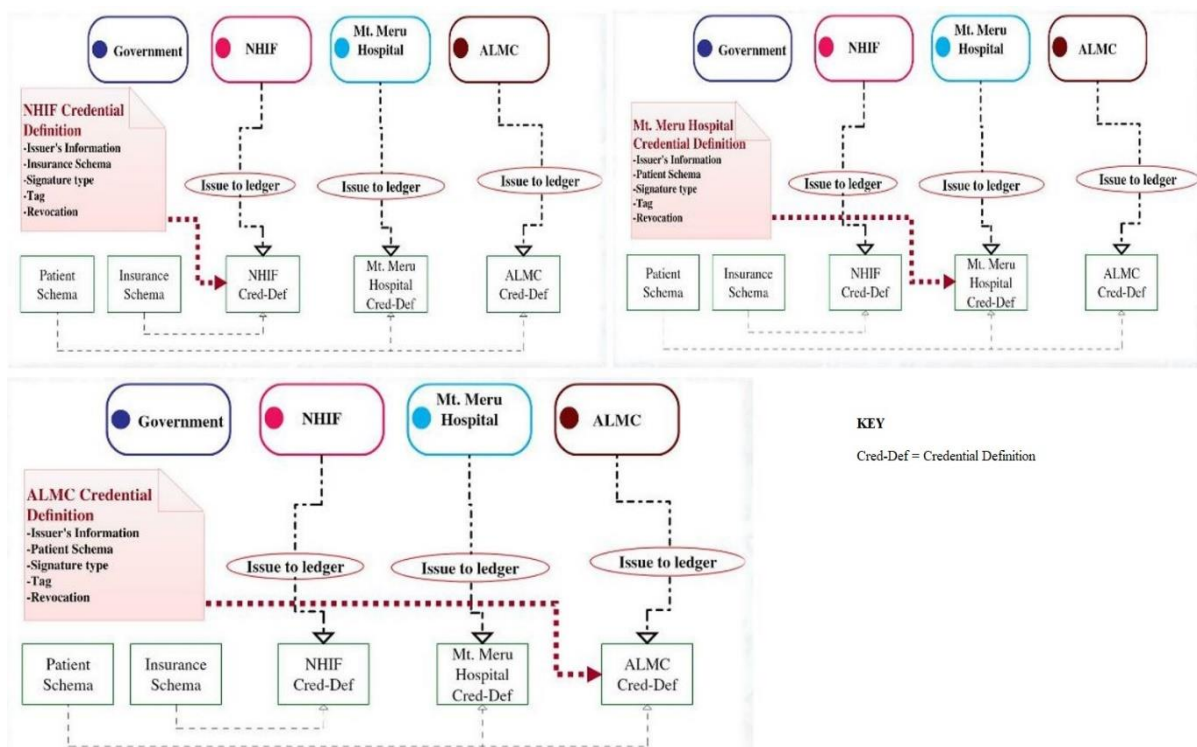 Government
NHIF
Mt. Meru
Hospital
ALMC
NHIF Credential
Definition
-Issuer's Information
-Insurance Schema
-Signature type
-Tag
-Revocation
Issue to ledger
Issue to ledger
Issue to ledger
Patient
Schema
Insurance
Schema
NHIF
Cred-Def
Mt. Meru
Hospital
Cred-Def
ALMC
Cred-Def
Government
NHIF
Mt. Meru
Hospital
ALMC
Mt. Meru Hospital
Credential Definition
-Issuer's Information
-Patient Schema
-Signature type
-Tag
-Revocation
Issue to ledger
Issue to ledger
Issue to ledger
Patient
Schema
Insurance
Schema
NHIF
Cred-Def
Mt. Meru
Hospital
Cred-Def
ALMC
Cred-Def
Government
NHIF
Mt. Meru
Hospital
ALMC
ALMC Credential
Definition
-Issuer's Information
-Patient Schema
-Signature type
-Tag
-Revocation
Issue to ledger
Issue to ledger
Issue to ledger
Patient
Schema
Insurance
Schema
NHIF
Cred-Def
Mt. Meru
Hospital
Cred-Def
ALMC
Cred-Def
KEY
Cred-Def = Credential Definition